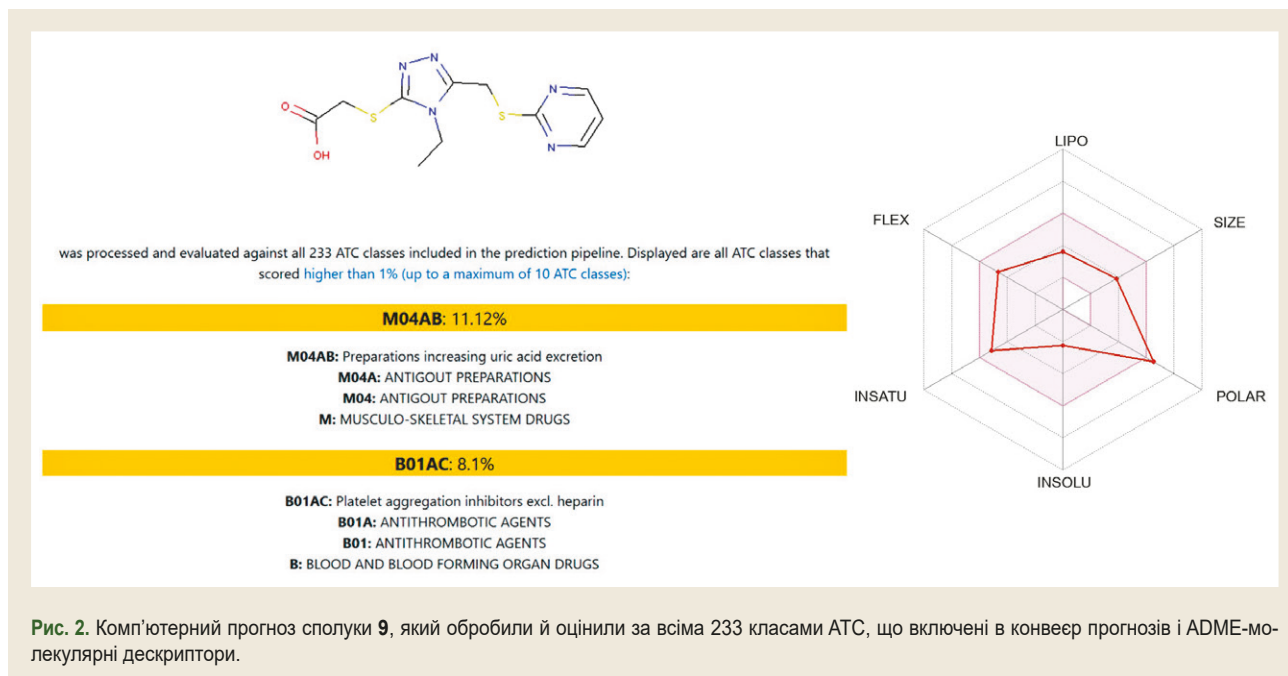 N
N
N
S
S
N
N
O
OH
was processed and evaluated against all 233 ATC classes included in the prediction pipeline. Displayed are all ATC classes that
scored higher than 1% (up to a maximum of 10 ATC classes):
M04AB: 11.12%
M04AB: Preparations increasing uric acid excretion
M04A: ANTIGOUT PREPARATIONS
M04: ANTIGOUT PREPARATIONS
M: MUSCULO-SKELETAL SYSTEM DRUGS
B01AC: 8.1%
B01AC: Platelet aggregation inhibitors excl. heparin
B01A: ANTITHROMBOTIC AGENTS
B01: ANTITHROMBOTIC AGENTS
B: BLOOD AND BLOOD FORMING ORGAN DRUGS
LIPO
FLEX
SIZE
INSATU
POLAR
INSOLU
Рис. 2. Комп’ютерний прогноз сполуки 9, який обробили й оцінили за всіма 233 класами АТС, що включені в конвеєр прогнозів і ADME-мо-
лекулярні дескриптори.